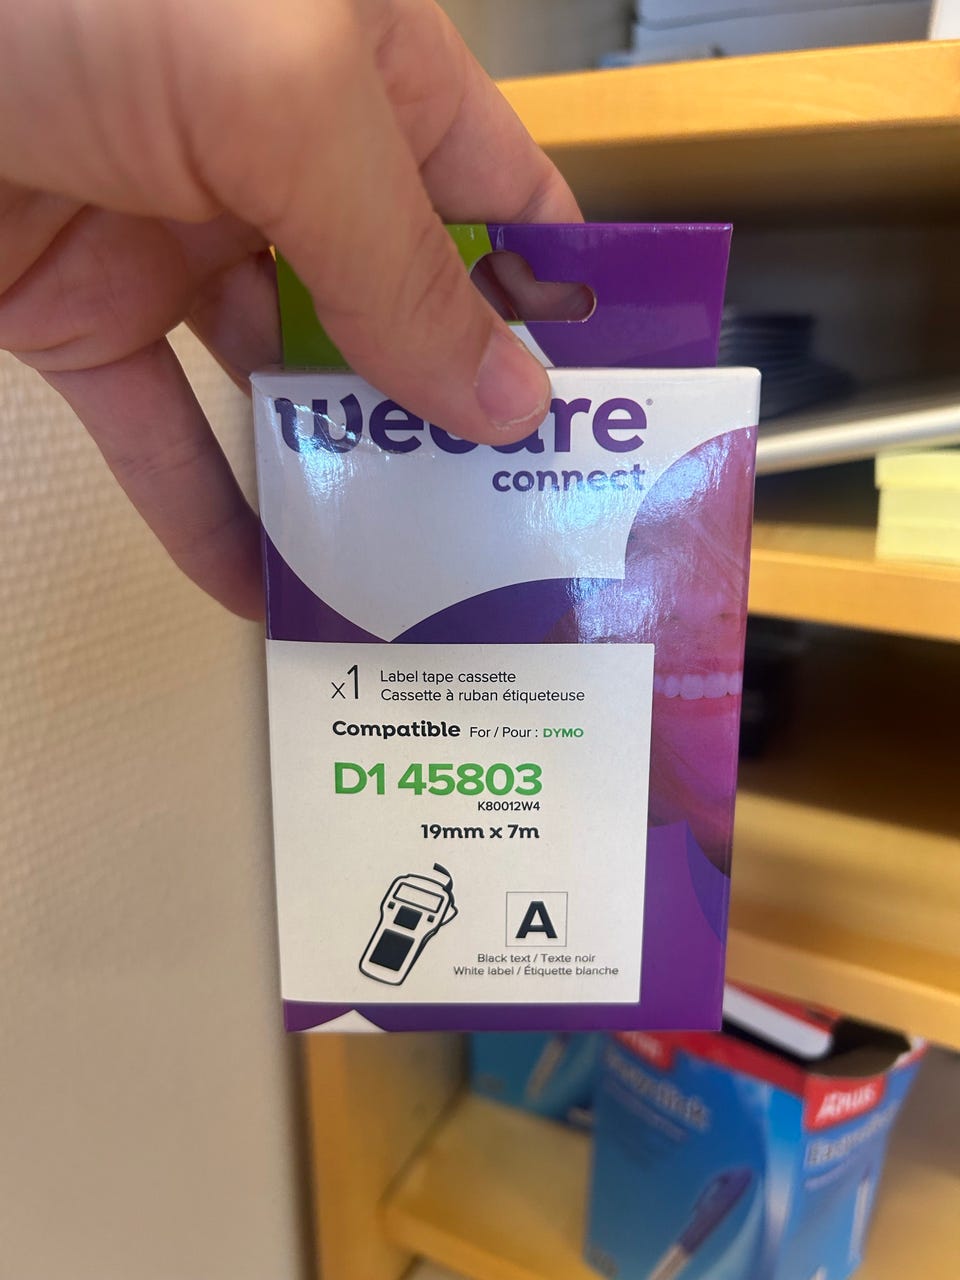 wecare®
connect
x1 Label tape cassette
Cassette à ruban étiqueteuse
Compatible For / Pour : DYMO
D1 45803
K80012W4
19mm x 7m
A
Black text / Texte noir
White label / Étiquette blanche